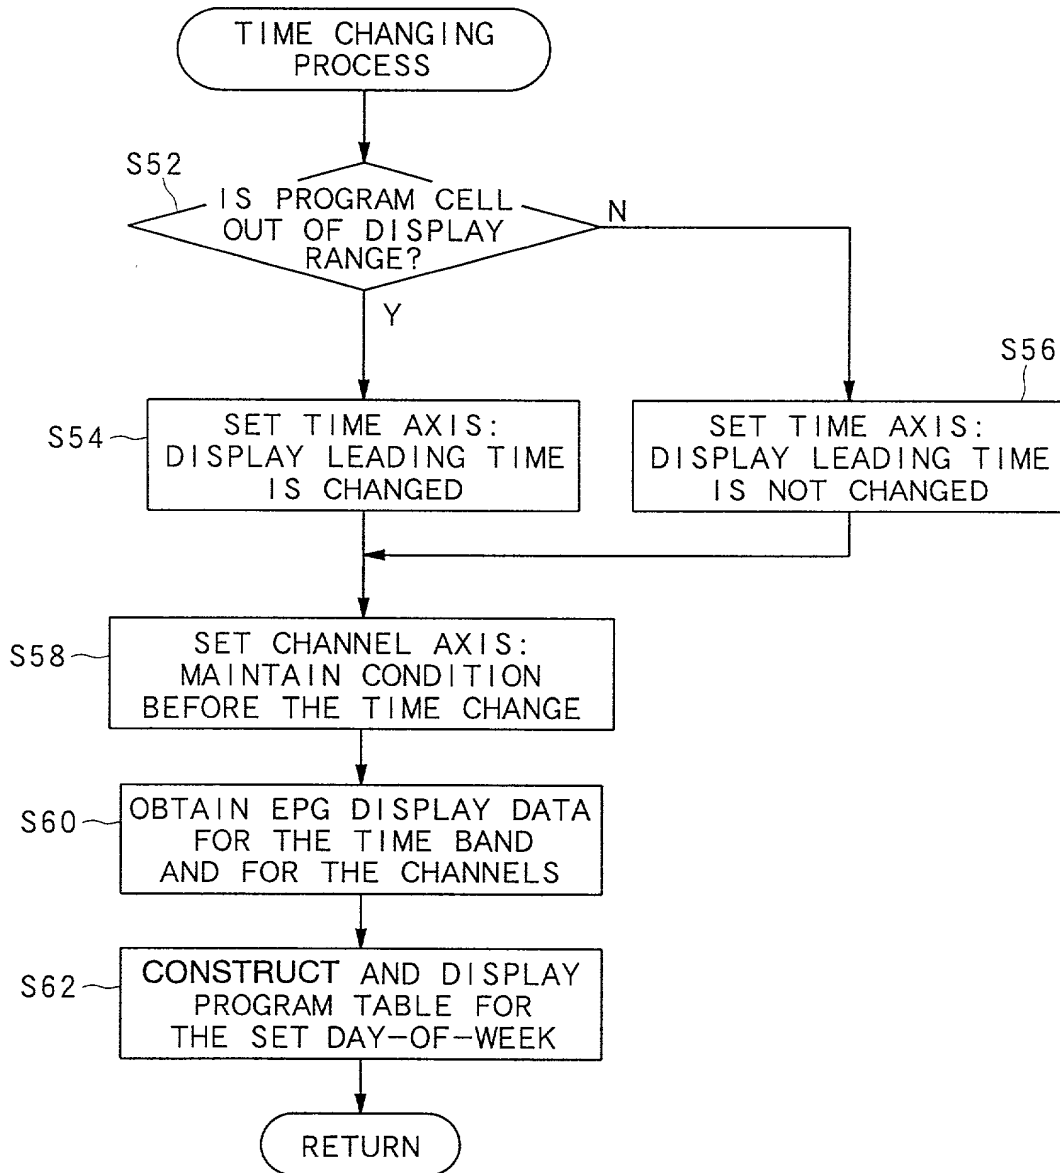 TIME CHANGING
PROCESS
S52
IS PROGRAM CELL
OUT OF DISPLAY
RANGE?
N
Y
S54
SET TIME AXIS:
DISPLAY LEADING TIME
IS CHANGED
S56
SET TIME AXIS:
DISPLAY LEADING TIME
IS NOT CHANGED
S58
SET CHANNEL AXIS:
MAINTAIN CONDITION
BEFORE THE TIME CHANGE
S60
OBTAIN EPG DISPLAY DATA
FOR THE TIME BAND
AND FOR THE CHANNELS
S62
CONSTRUCT AND DISPLAY
PROGRAM TABLE FOR
THE SET DAY-OF-WEEK
RETURN